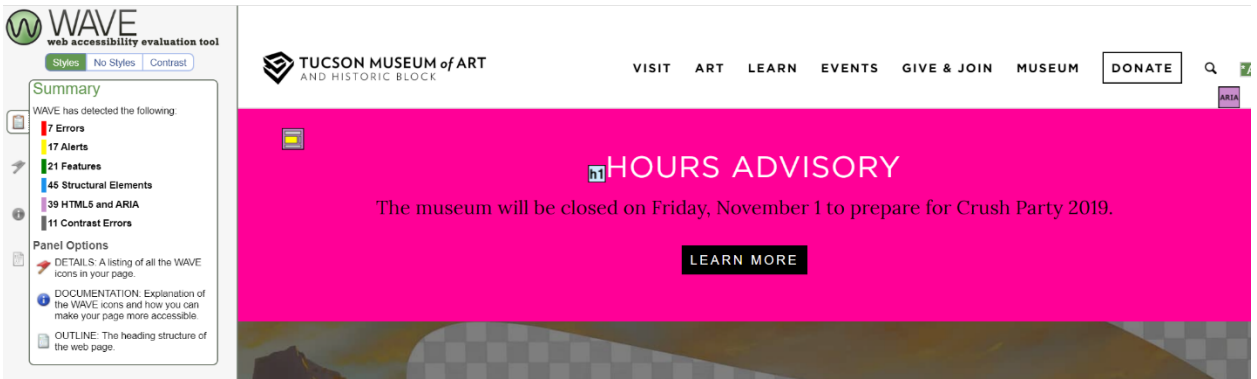 WAVE
web accessibility evaluation tool
Styles No Styles Contrast
Summary
WAVE has detected the following:
7 Errors
17 Alerts
21 Features
45 Structural Elements
39 HTML5 and ARIA
11 Contrast Errors
Panel Options
DETAILS: A listing of all the WAVE
icons in your page.
DOCUMENTATION: Explanation of
the WAVE icons and how you can
make your page more accessible.
OUTLINE: The heading structure of
the web page.
TUCSON MUSEUM of ART
AND HISTORIC BLOCK
VISIT ART LEARN EVENTS GIVE & JOIN MUSEUM DONATE
ARIA
h1 HOURS ADVISORY
The museum will be closed on Friday, November 1 to prepare for Crush Party 2019.
LEARN MORE